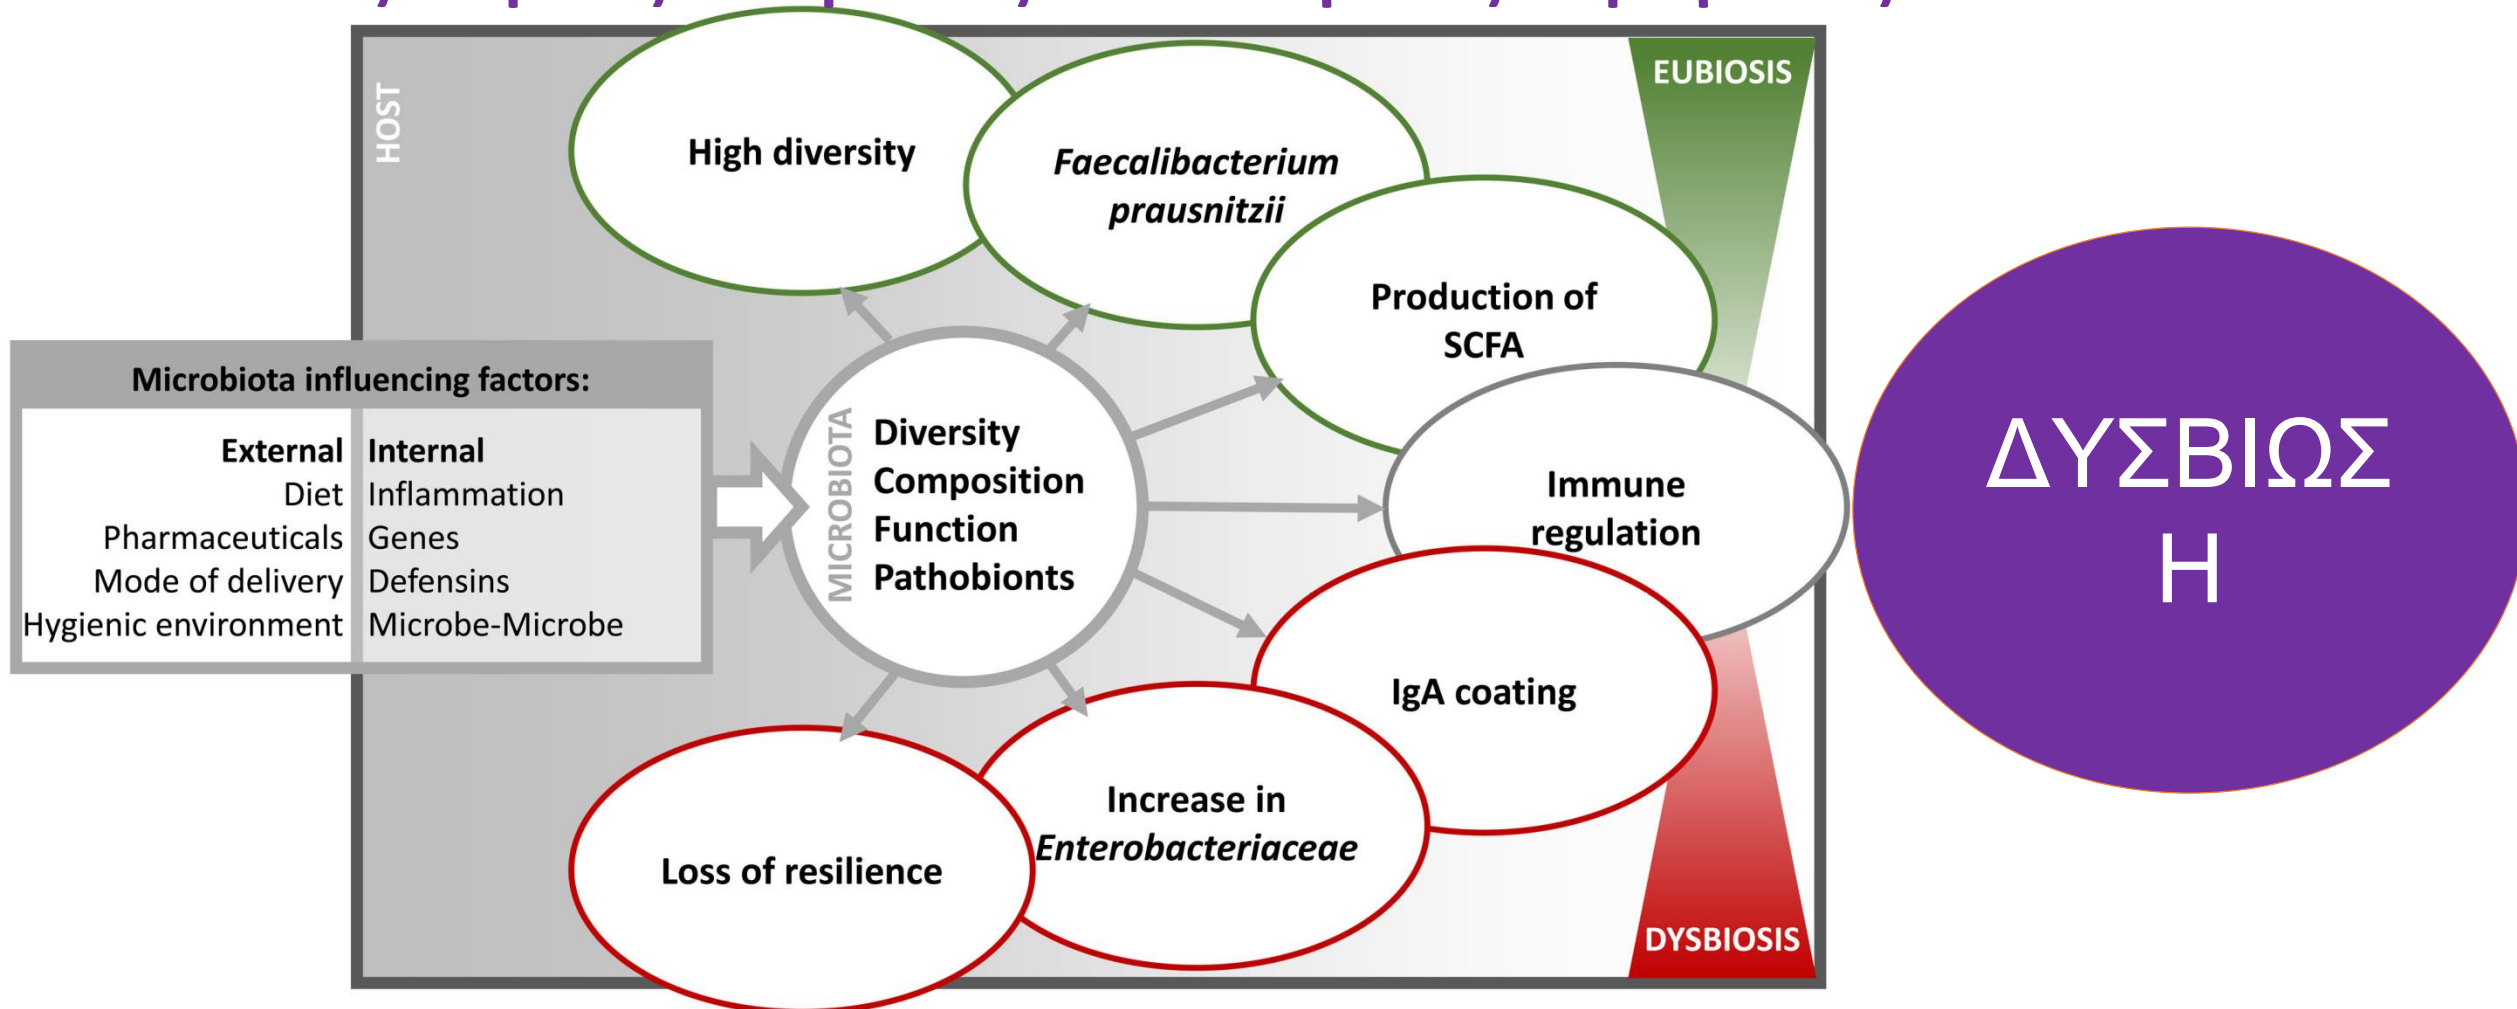 HOST
High diversity
Faecalibacterium
prausnitzii
EUBIOSIS
Production of
SCFA
Microbiota influencing factors:
External Internal
Diet Inflammation
Pharmaceuticals Genes
Mode of delivery Defensins
Hygienic environment Microbe-Microbe
MICROBIOTA
Diversity
Composition
Function
Pathobionts
Immune
regulation
IgA coating
Increase in
Enterobacteriaceae
Loss of resilience
DYSBIOSIS
ΔΥΣΒΙΩΣ
Η